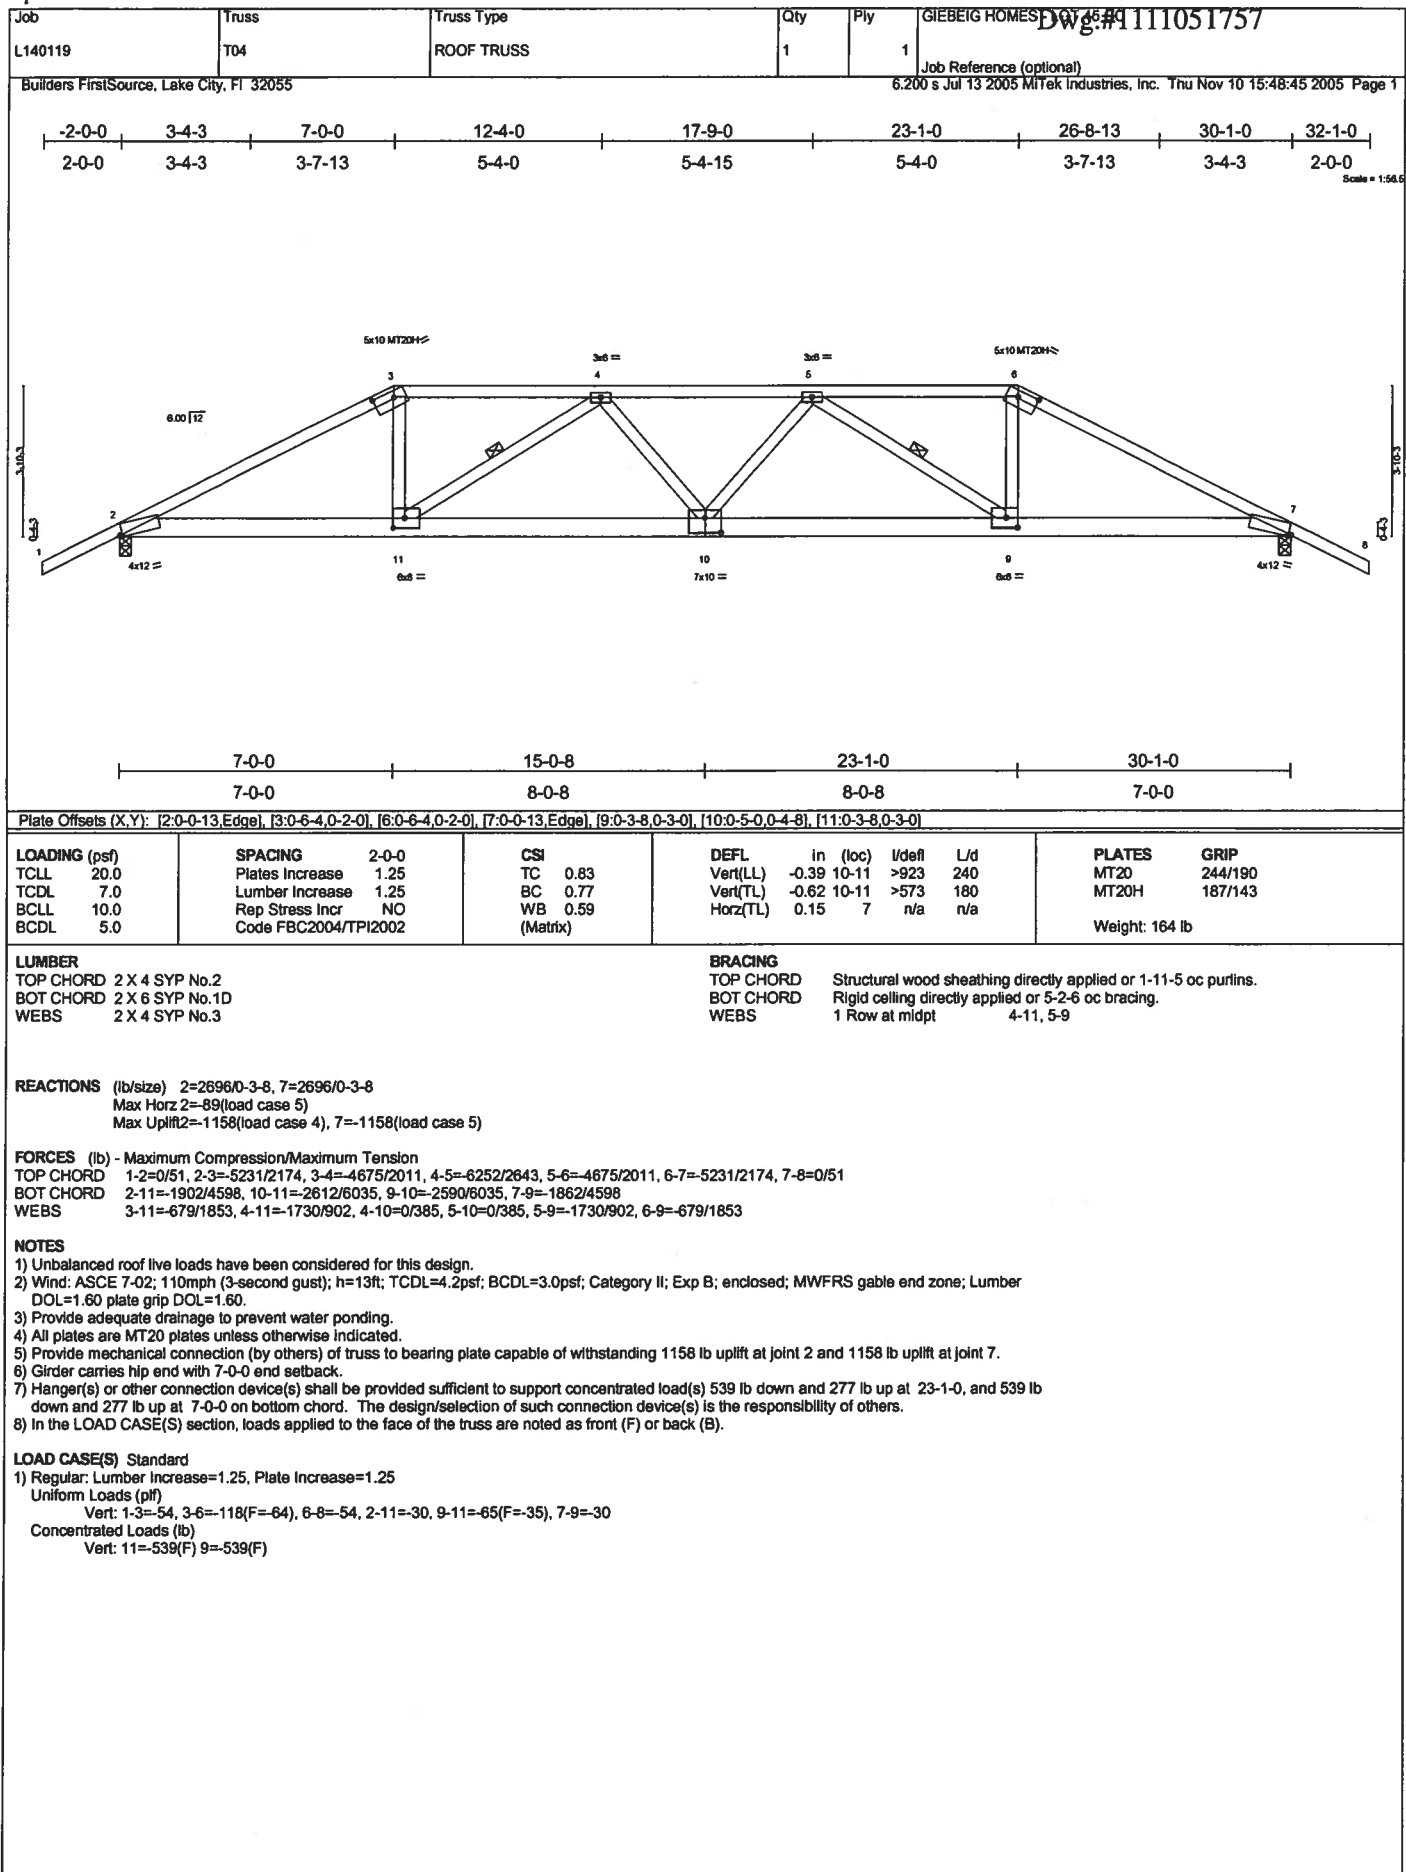 Job Truss Truss Type Qty Ply GIEBEIG HOMES Dwg.#1111051757
L140119 T04 ROOF TRUSS 1 1
Job Reference (optional)
Builders FirstSource, Lake City, Fl 32055 6.200 s Jul 13 2005 MiTek Industries, Inc. Thu Nov 10 15:48:45 2005 Page 1
-2-0-0 3-4-3 7-0-0 12-4-0 17-9-0 23-1-0 26-8-13 30-1-0 32-1-0
2-0-0 3-4-3 3-7-13 5-4-0 5-4-15 5-4-0 3-7-13 3-4-3 2-0-0
Scale = 1:56.5
5x10 MT20H 3x6 = 3x6 = 5x10 MT20H
3 4 5 6
6.00 12
3-10-3 3-10-3
2 7
0-4-3 0-4-3
1 8
4x12 = 11 10 9 4x12 =
6x8 = 7x10 = 6x8 =
7-0-0 15-0-8 23-1-0 30-1-0
7-0-0 8-0-8 8-0-8 7-0-0
Plate Offsets (X,Y): [2:0-0-13,Edge], [3:0-6-4,0-2-0], [6:0-6-4,0-2-0], [7:0-0-13,Edge], [9:0-3-8,0-3-0], [10:0-5-0,0-4-8], [11:0-3-8,0-3-0]
LOADING (psf) SPACING 2-0-0 CSI DEFL in (loc) l/defl L/d PLATES GRIP
TCLL 20.0 Plates Increase 1.25 TC 0.83 Vert(LL) -0.39 10-11 >923 240 MT20 244/190
TCDL 7.0 Lumber Increase 1.25 BC 0.77 Vert(TL) -0.62 10-11 >573 180 MT20H 187/143
BCLL 10.0 Rep Stress Incr NO WB 0.59 Horz(TL) 0.15 7 n/a n/a
BCDL 5.0 Code FBC2004/TPI2002 (Matrix) Weight: 164 lb
LUMBER BRACING
TOP CHORD 2 X 4 SYP No.2 TOP CHORD Structural wood sheathing directly applied or 1-11-5 oc purlins.
BOT CHORD 2 X 6 SYP No.1D BOT CHORD Rigid ceiling directly applied or 5-2-6 oc bracing.
WEBS 2 X 4 SYP No.3 WEBS 1 Row at midpt 4-11, 5-9
REACTIONS (lb/size) 2=2696/0-3-8, 7=2696/0-3-8
Max Horz 2=-89(load case 5)
Max Uplift2=-1158(load case 4), 7=-1158(load case 5)
FORCES (lb) - Maximum Compression/Maximum Tension
TOP CHORD 1-2=0/51, 2-3=-5231/2174, 3-4=-4675/2011, 4-5=-6252/2643, 5-6=-4675/2011, 6-7=-5231/2174, 7-8=0/51
BOT CHORD 2-11=-1902/4598, 10-11=-2612/6035, 9-10=-2590/6035, 7-9=-1862/4598
WEBS 3-11=-679/1853, 4-11=-1730/902, 4-10=0/385, 5-10=0/385, 5-9=-1730/902, 6-9=-679/1853
NOTES
1) Unbalanced roof live loads have been considered for this design.
2) Wind: ASCE 7-02; 110mph (3-second gust); h=13ft; TCDL=4.2psf; BCDL=3.0psf; Category II; Exp B; enclosed; MWFRS gable end zone; Lumber
DOL=1.60 plate grip DOL=1.60.
3) Provide adequate drainage to prevent water ponding.
4) All plates are MT20 plates unless otherwise indicated.
5) Provide mechanical connection (by others) of truss to bearing plate capable of withstanding 1158 lb uplift at joint 2 and 1158 lb uplift at joint 7.
6) Girder carries hip end with 7-0-0 end setback.
7) Hanger(s) or other connection device(s) shall be provided sufficient to support concentrated load(s) 539 lb down and 277 lb up at 23-1-0, and 539 lb
down and 277 lb up at 7-0-0 on bottom chord. The design/selection of such connection device(s) is the responsibility of others.
8) In the LOAD CASE(S) section, loads applied to the face of the truss are noted as front (F) or back (B).
LOAD CASE(S) Standard
1) Regular: Lumber Increase=1.25, Plate Increase=1.25
Uniform Loads (plf)
Vert: 1-3=-54, 3-6=-118(F=-64), 6-8=-54, 2-11=-30, 9-11=-65(F=-35), 7-9=-30
Concentrated Loads (lb)
Vert: 11=-539(F) 9=-539(F)